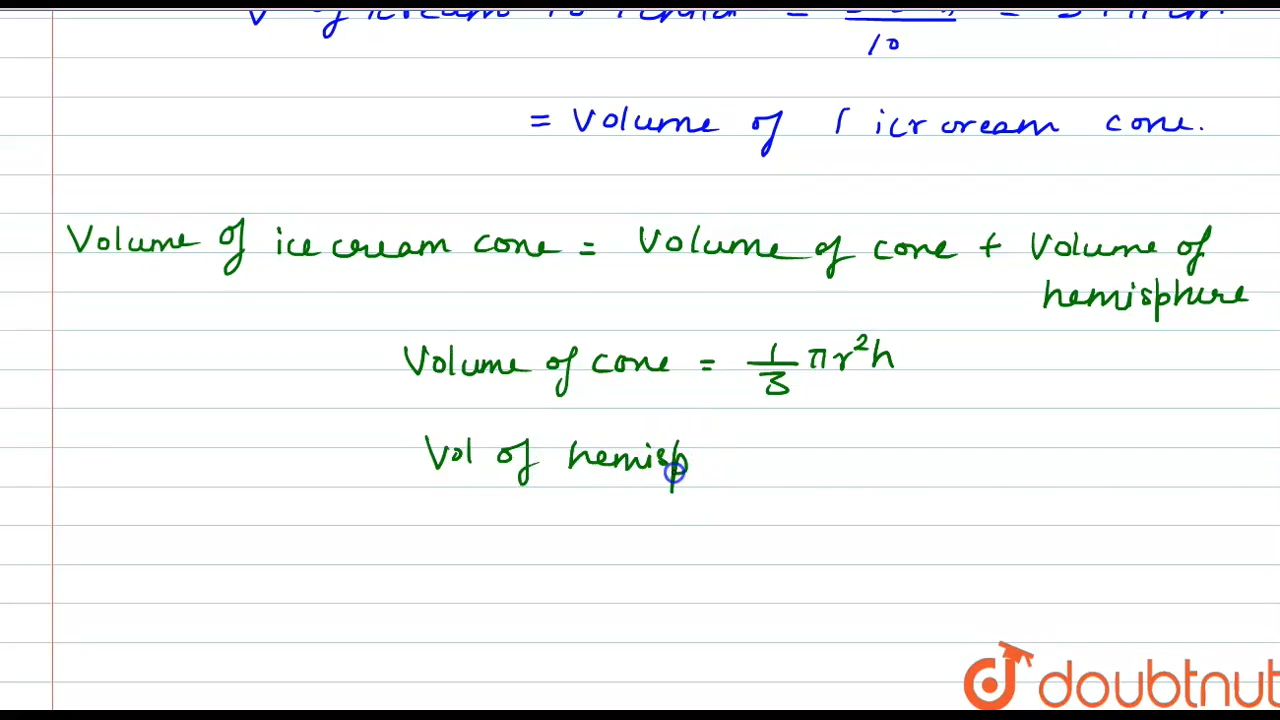 = Volume of 1 icr cream cone.
Volume of ice cream cone = Volume of cone + Volume of
hemisphere
Volume of cone = 1/3 πr²h
Vol of hemisp
doubtnut